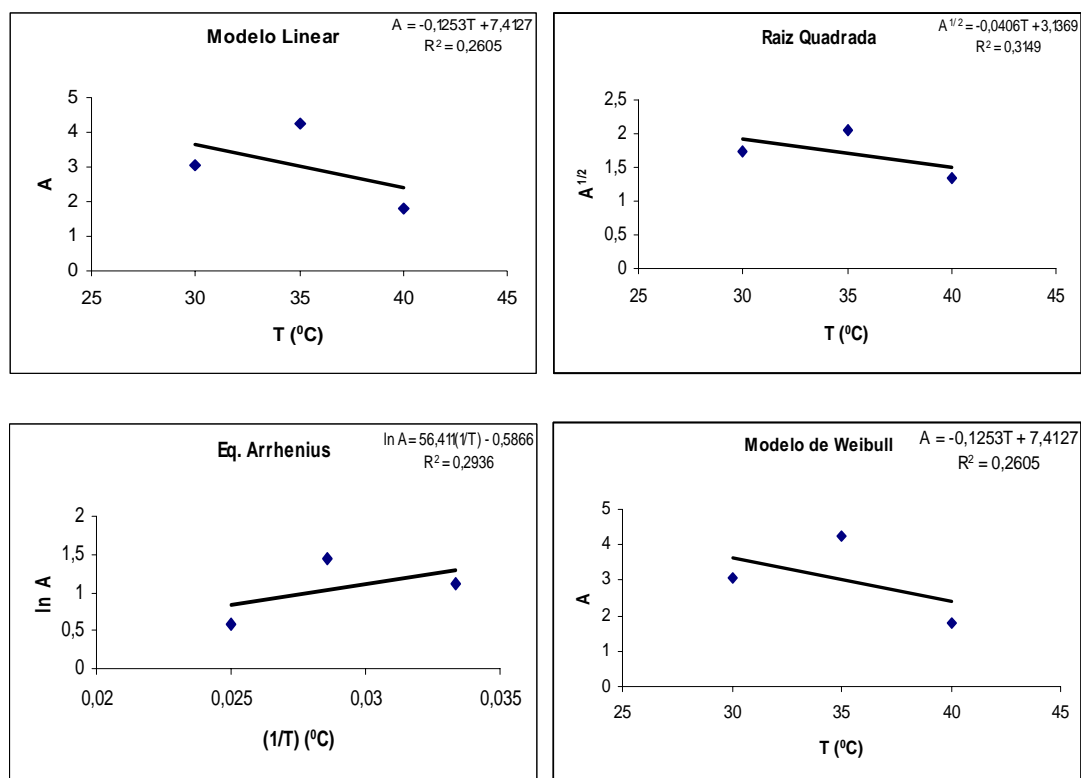 Modelo Linear
A = -0,1253T + 7,4127
R² = 0,2605
5
4
3
2
1
0
A
25 30 35 40 45
T (⁰C)
Raiz Quadrada
A^1/2 = -0,0406T + 3,1369
R² = 0,3149
2,5
2
1,5
1
0,5
0
A^1/2
25 30 35 40 45
T (⁰C)
Eq. Arrhenius
ln A = 56,411(1/T) - 0,5866
R² = 0,2936
2
1,5
1
0,5
0
ln A
0,02 0,025 0,03 0,035
(1/T) (⁰C)
Modelo de Weibull
A = -0,1253T + 7,4127
R² = 0,2605
5
4
3
2
1
0
A
25 30 35 40 45
T (⁰C)